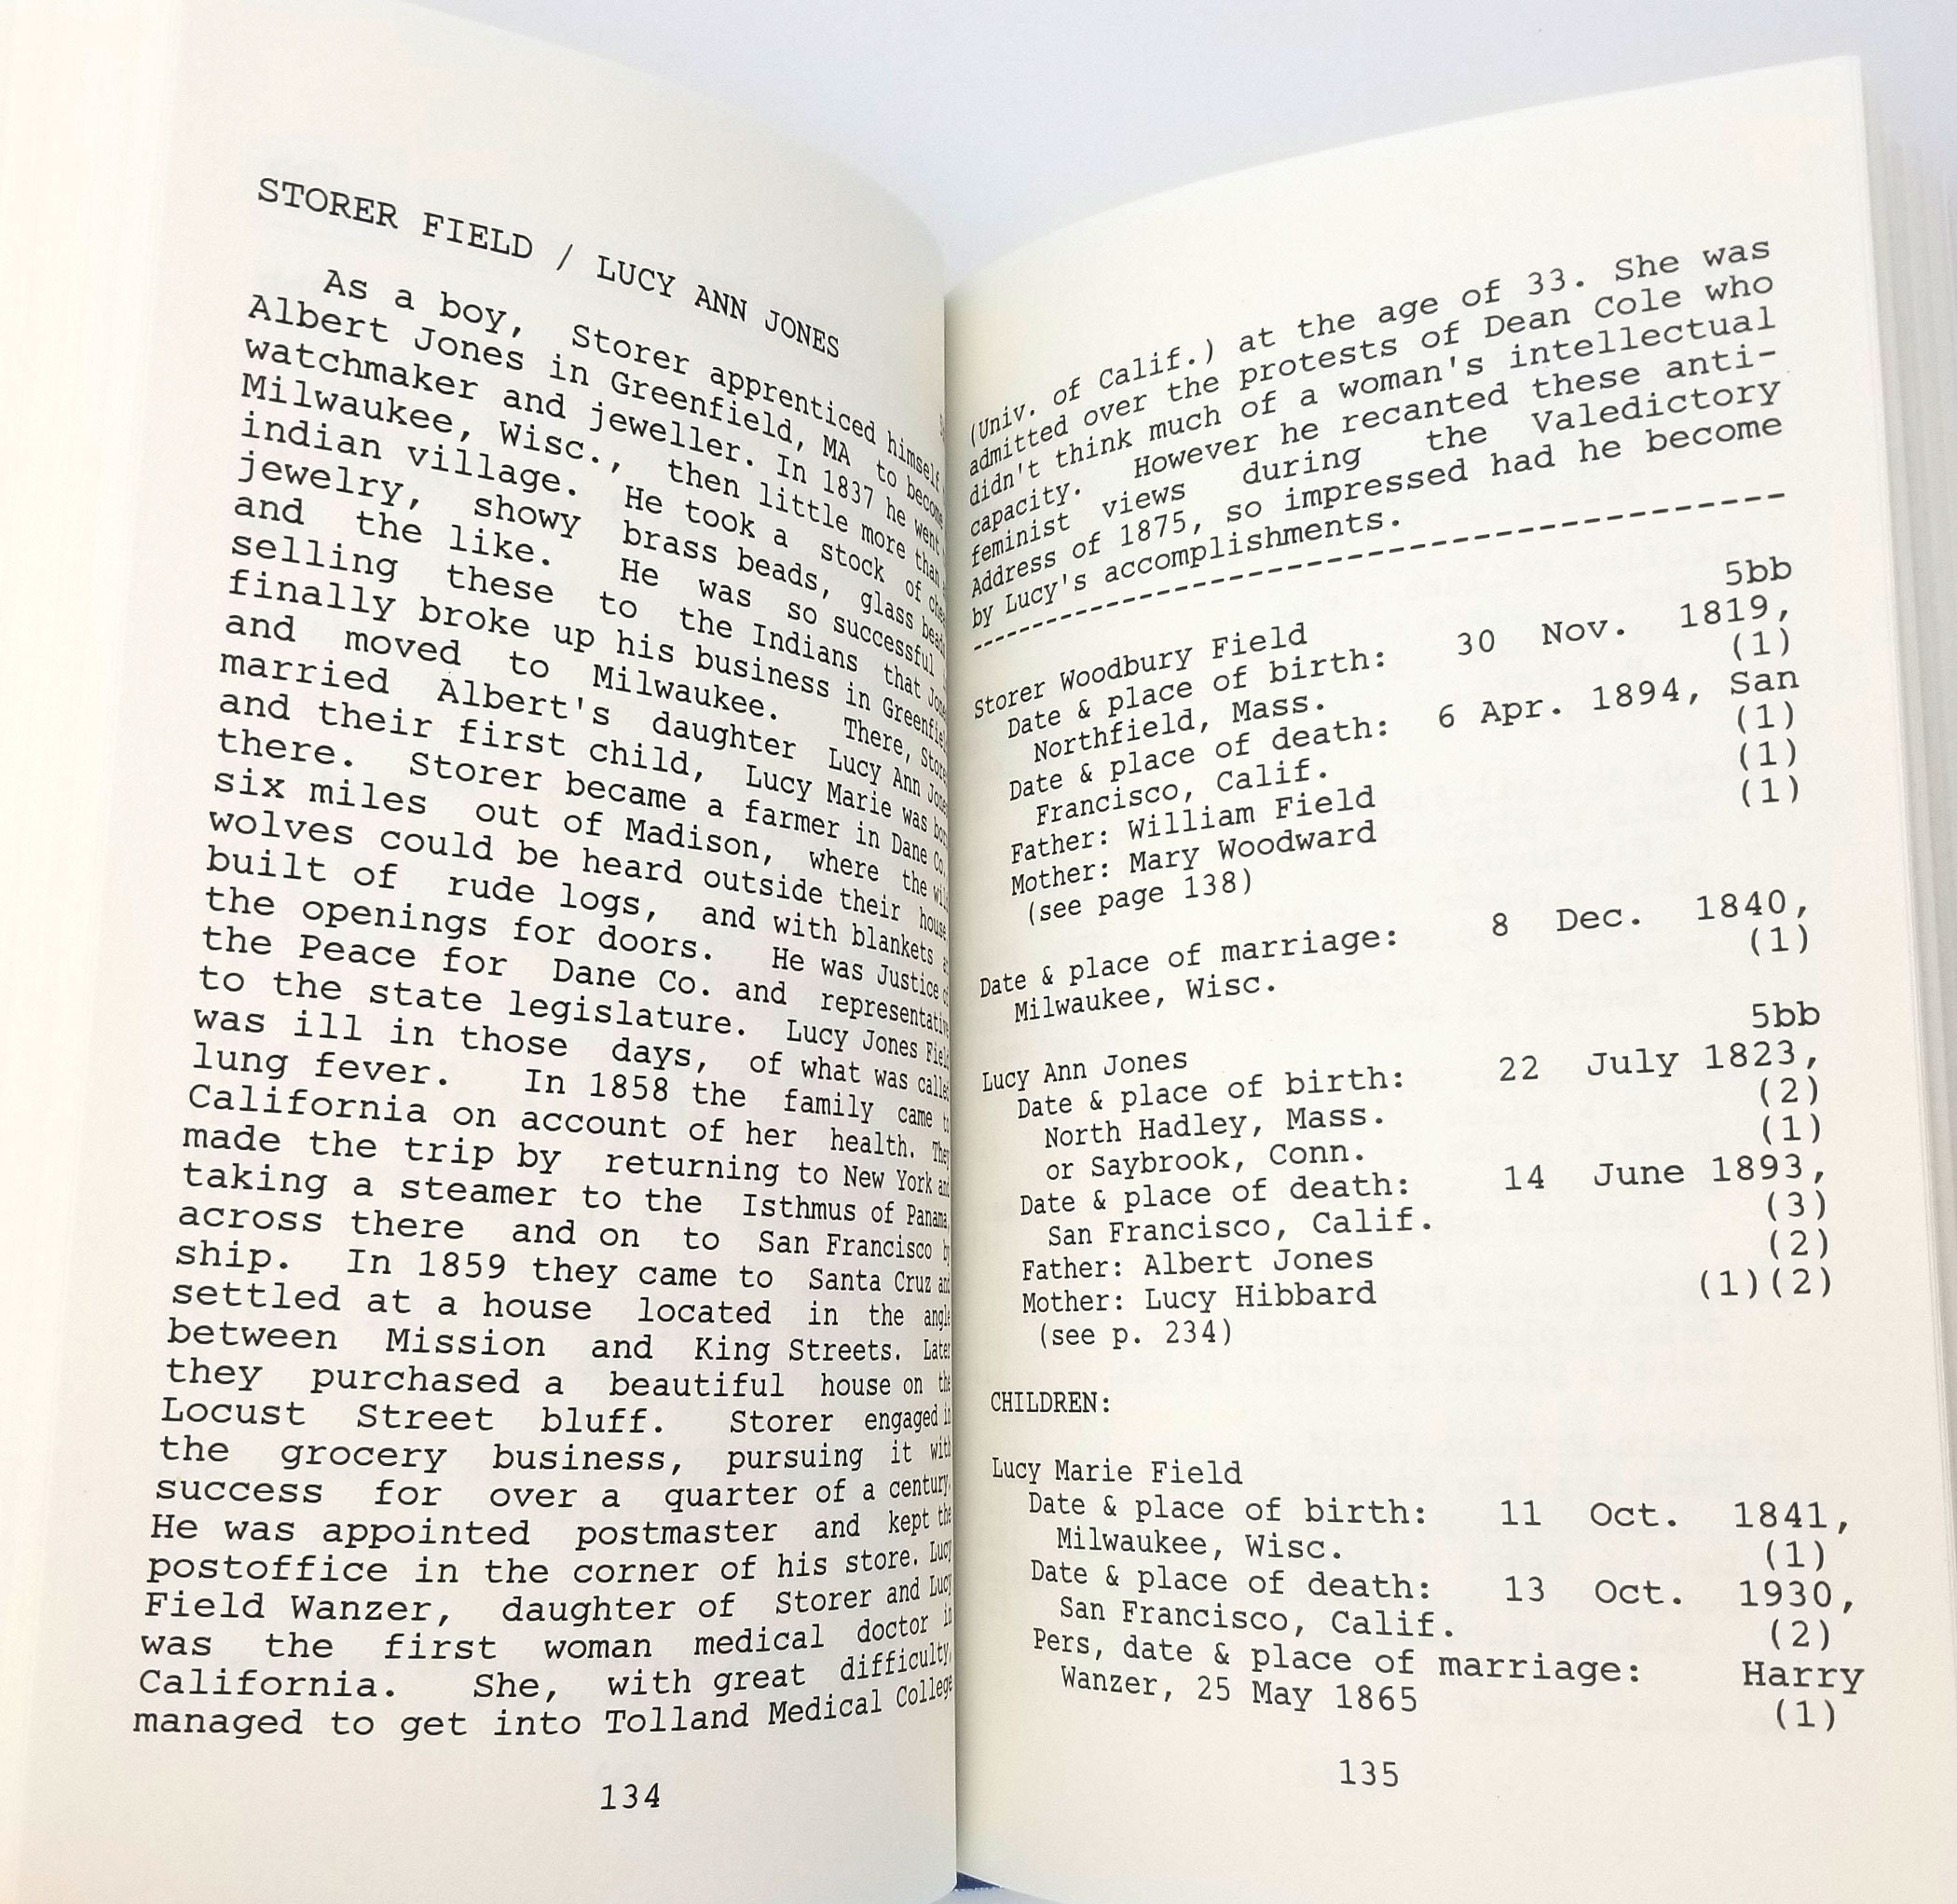 STORER FIELD / LUCY ANN JONES
As a boy, Storer apprenticed himself
Albert Jones in Greenfield, MA to become
watchmaker and jeweller. In 1837 he went
Milwaukee, Wisc., then little more than
indian village. He took a stock of
jewelry, showy brass beads, glass
and the like. He was so successful
selling these to the Indians that
finally broke up his business in Greenfield
and moved to Milwaukee. There,
married Albert's daughter Lucy Ann
and their first child, Lucy Marie was
there. Storer became a farmer in Dane Co.
six miles out of Madison, where the
wolves could be heard outside their house
built of rude logs, and with blankets
the openings for doors. He was Justice
the Peace for Dane Co. and representative
to the state legislature. Lucy Jones Field
was ill in those days, of what was called
lung fever. In 1858 the family came to
California on account of her health. They
made the trip by returning to New York and
taking a steamer to the Isthmus of Panama,
across there and on to San Francisco by
ship. In 1859 they came to Santa Cruz and
settled at a house located in the angle
between Mission and King Streets. Later
they purchased a beautiful house on the
Locust Street bluff. Storer engaged in
the grocery business, pursuing it with
success for over a quarter of a century.
He was appointed postmaster and kept the
postoffice in the corner of his store. Lucy
Field Wanzer, daughter of Storer and Lucy
was the first woman medical doctor in
California. She, with great difficulty,
managed to get into Tolland Medical College
134
(Univ. of Calif.) at the age of 33. She was
admitted over the protests of Dean Cole who
didn't think much of a woman's intellectual
capacity. However he recanted these anti-
feminist views during the Valedictory
Address of 1875, so impressed had he become
by Lucy's accomplishments.
--------------------------------------------
5bb
Storer Woodbury Field
Date & place of birth: 30 Nov. 1819,
Northfield, Mass. (1)
Date & place of death: 6 Apr. 1894, San
Francisco, Calif. (1)
Father: William Field (1)
Mother: Mary Woodward (1)
(see page 138)
Date & place of marriage: 8 Dec. 1840,
Milwaukee, Wisc. (1)
5bb
Lucy Ann Jones
Date & place of birth: 22 July 1823,
North Hadley, Mass. (2)
or Saybrook, Conn. (1)
Date & place of death: 14 June 1893,
San Francisco, Calif. (3)
Father: Albert Jones (2)
Mother: Lucy Hibbard (1)(2)
(see p. 234)
CHILDREN:
Lucy Marie Field
Date & place of birth: 11 Oct. 1841,
Milwaukee, Wisc. (1)
Date & place of death: 13 Oct. 1930,
San Francisco, Calif. (2)
Pers, date & place of marriage: Harry
Wanzer, 25 May 1865 (1)
135